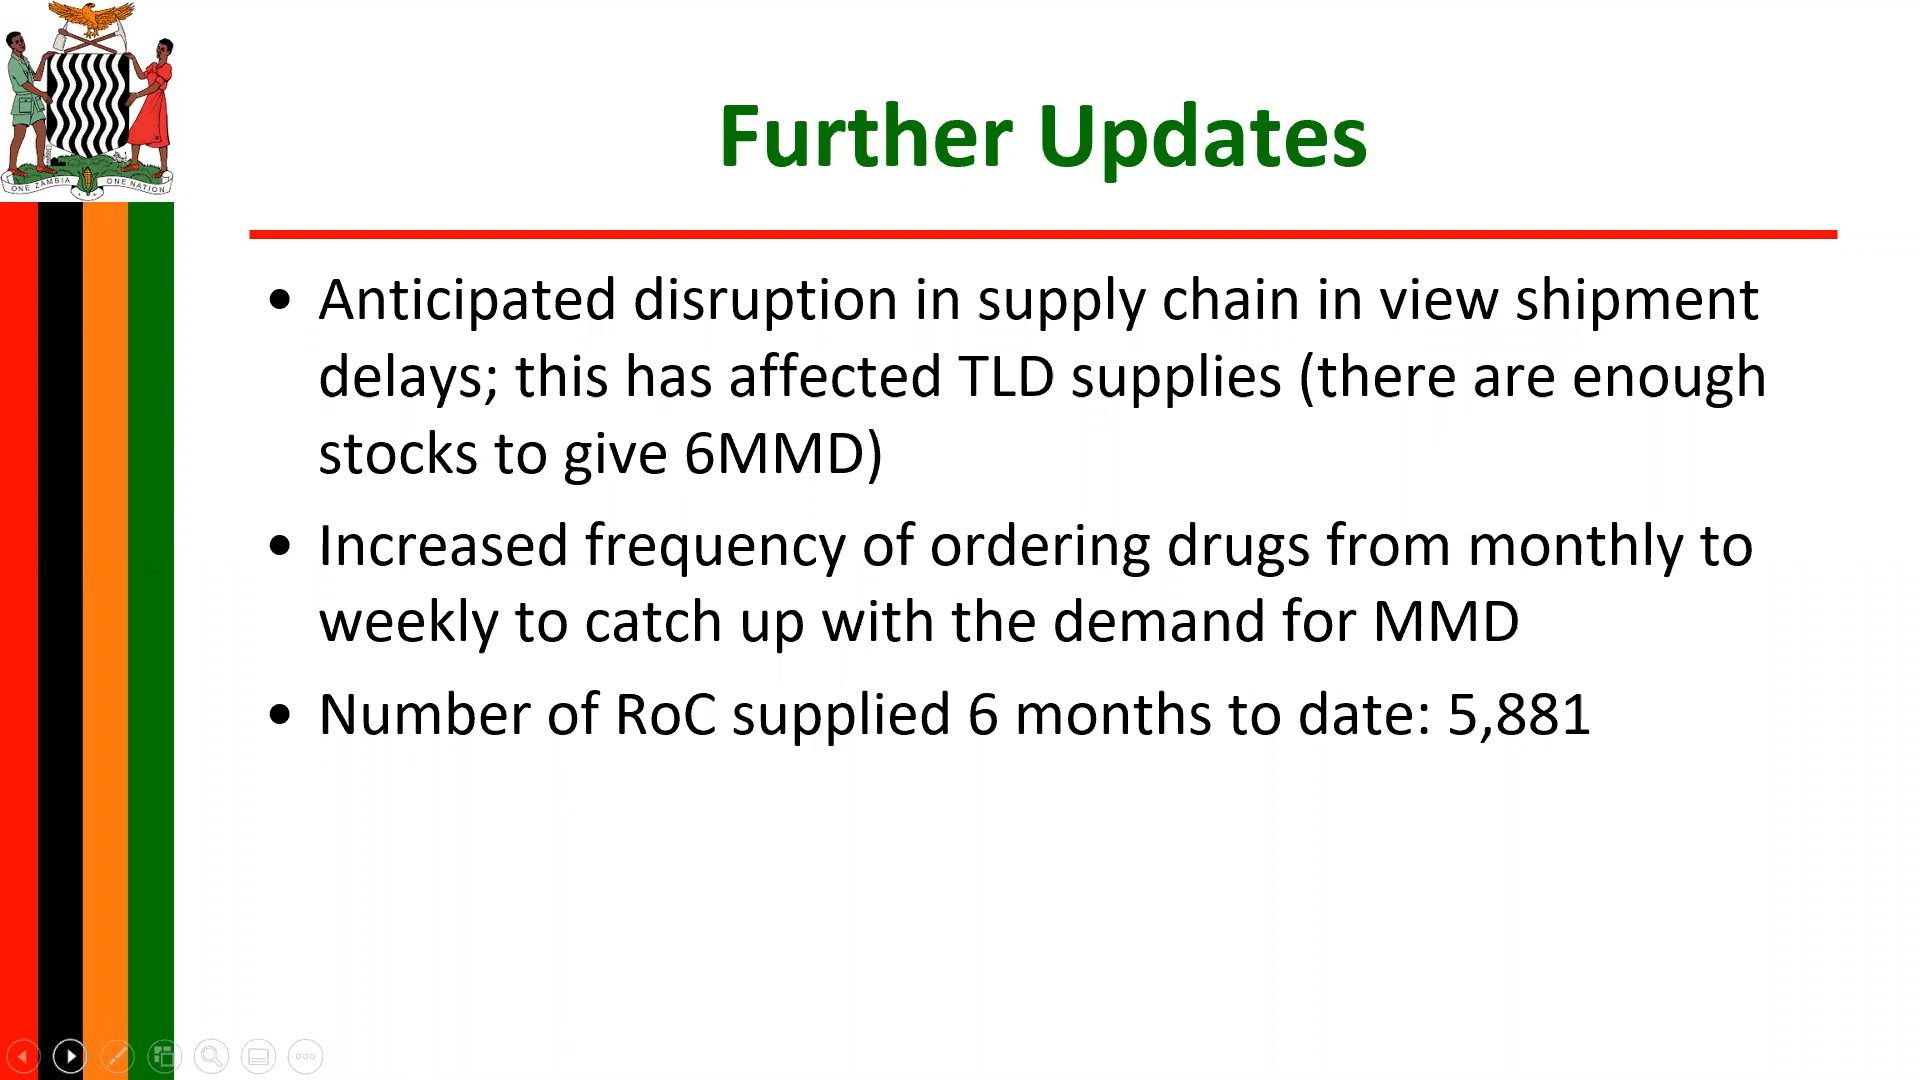 ONE ZAMBIA ONE NATION
Further Updates
• Anticipated disruption in supply chain in view shipment
delays; this has affected TLD supplies (there are enough
stocks to give 6MMD)
• Increased frequency of ordering drugs from monthly to
weekly to catch up with the demand for MMD
• Number of RoC supplied 6 months to date: 5,881